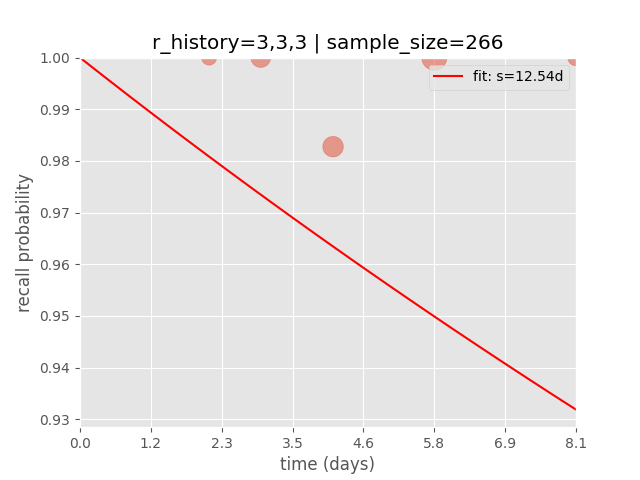 r_history=3,3,3 | sample_size=266
fit: s=12.54d
recall probability
1.00
0.99
0.98
0.97
0.96
0.95
0.94
0.93
0.0 1.2 2.3 3.5 4.6 5.8 6.9 8.1
time (days)